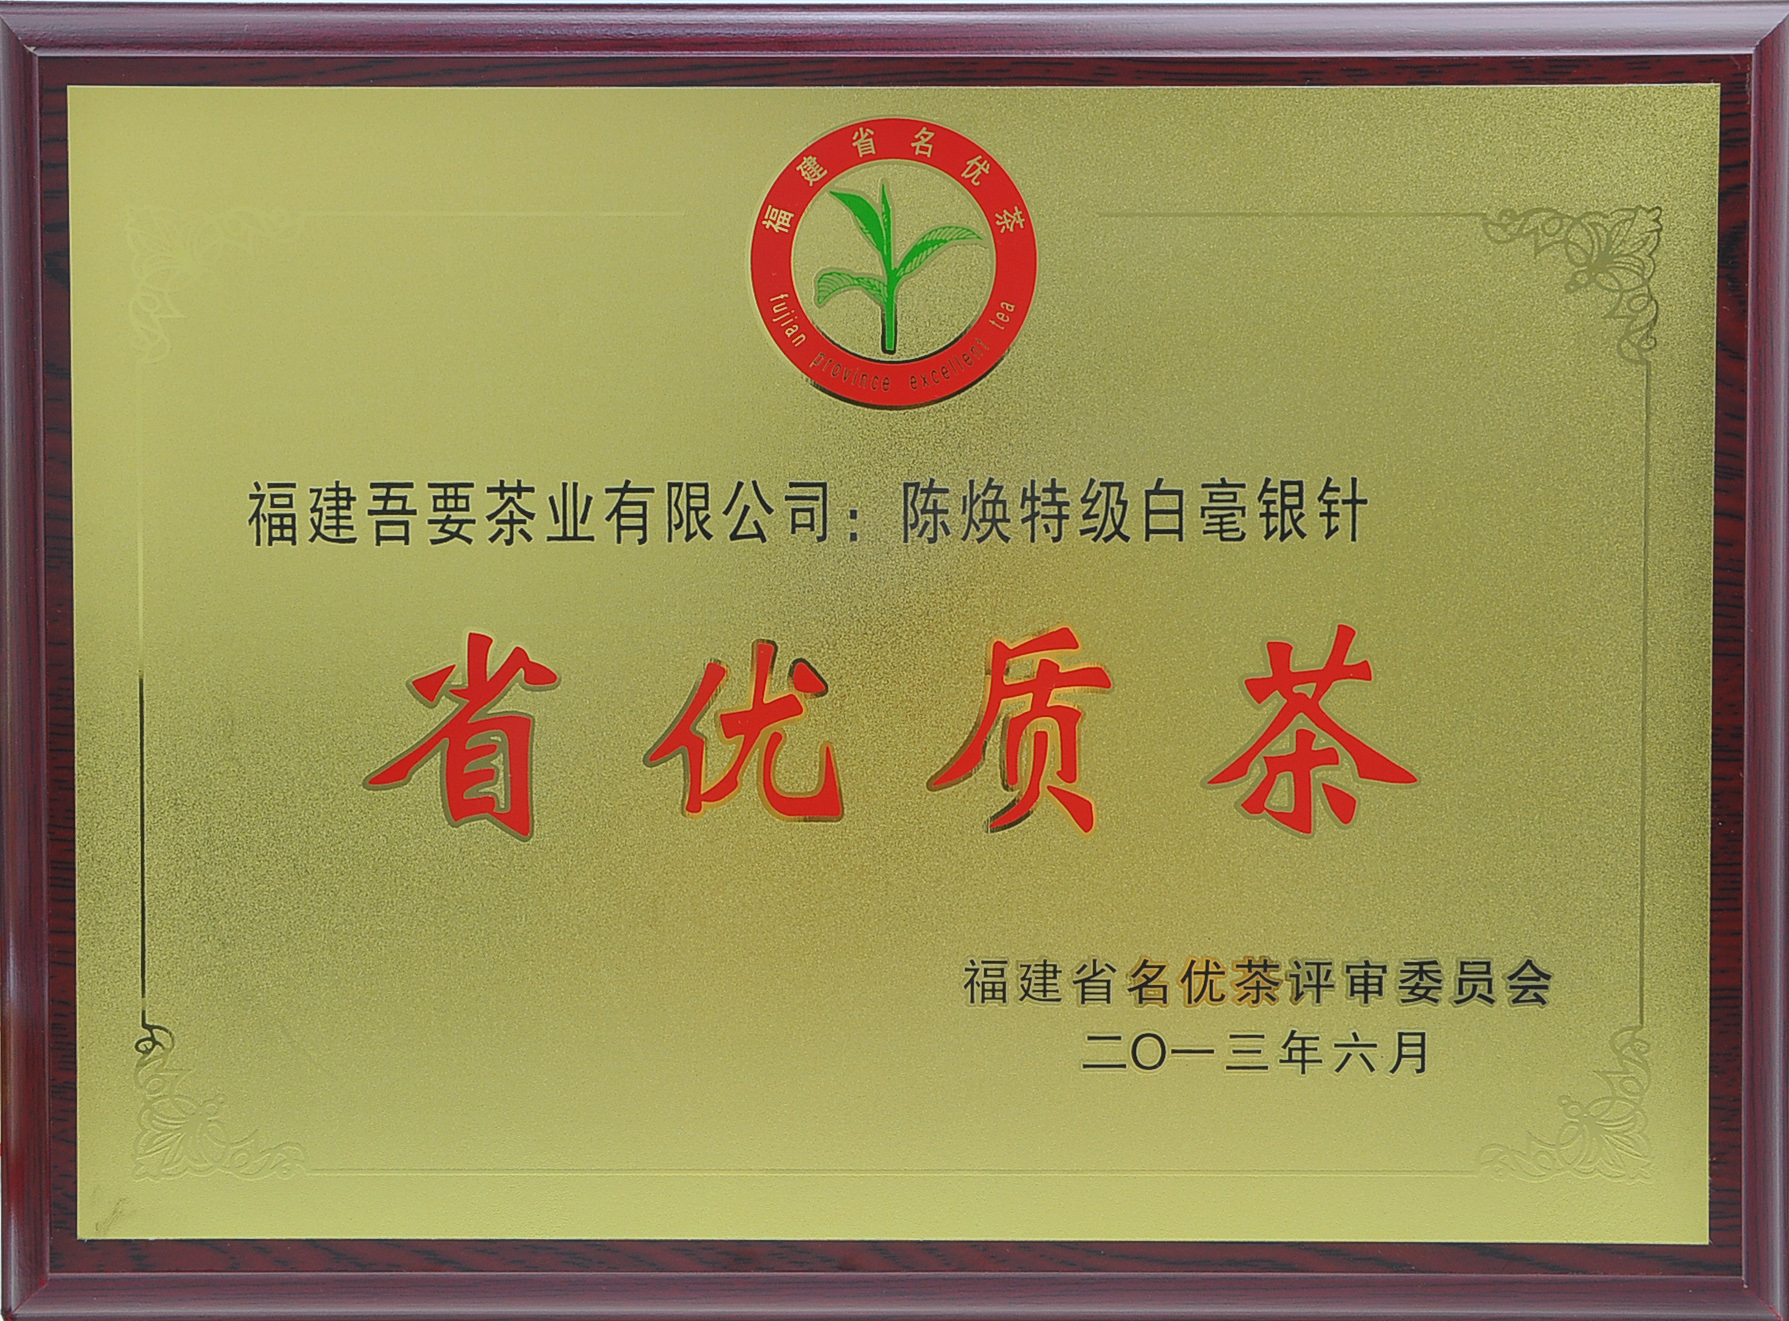 福建省名优茶
fujian province excellent tea
福建吾要茶业有限公司：陈焕特级白毫银针
省优质茶
福建省名优茶评审委员会
二〇一三年六月